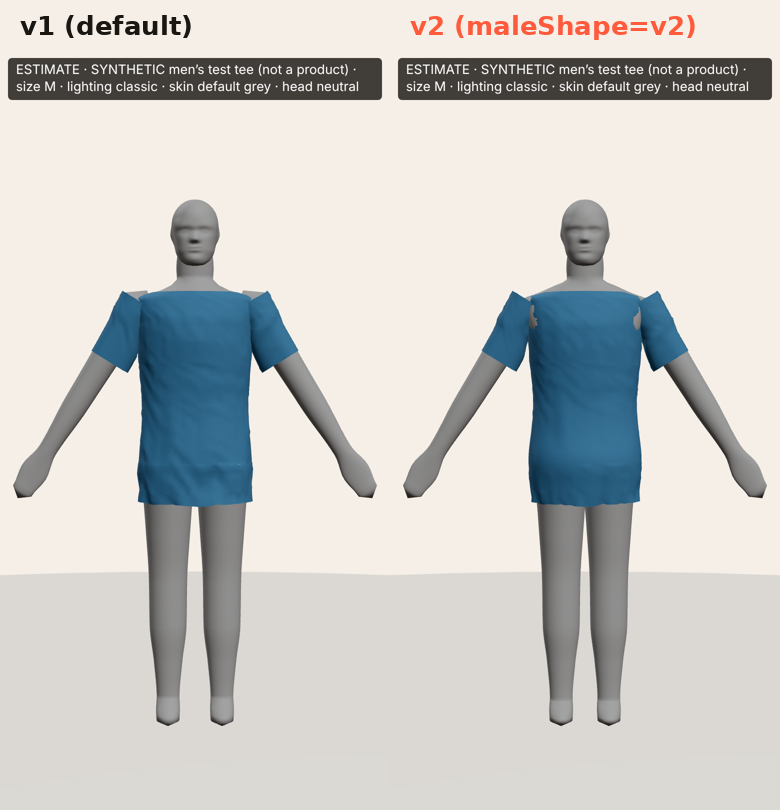 v1 (default)
ESTIMATE · SYNTHETIC men’s test tee (not a product) ·
size M · lighting classic · skin default grey · head neutral
v2 (maleShape=v2)
ESTIMATE · SYNTHETIC men’s test tee (not a product) ·
size M · lighting classic · skin default grey · head neutral